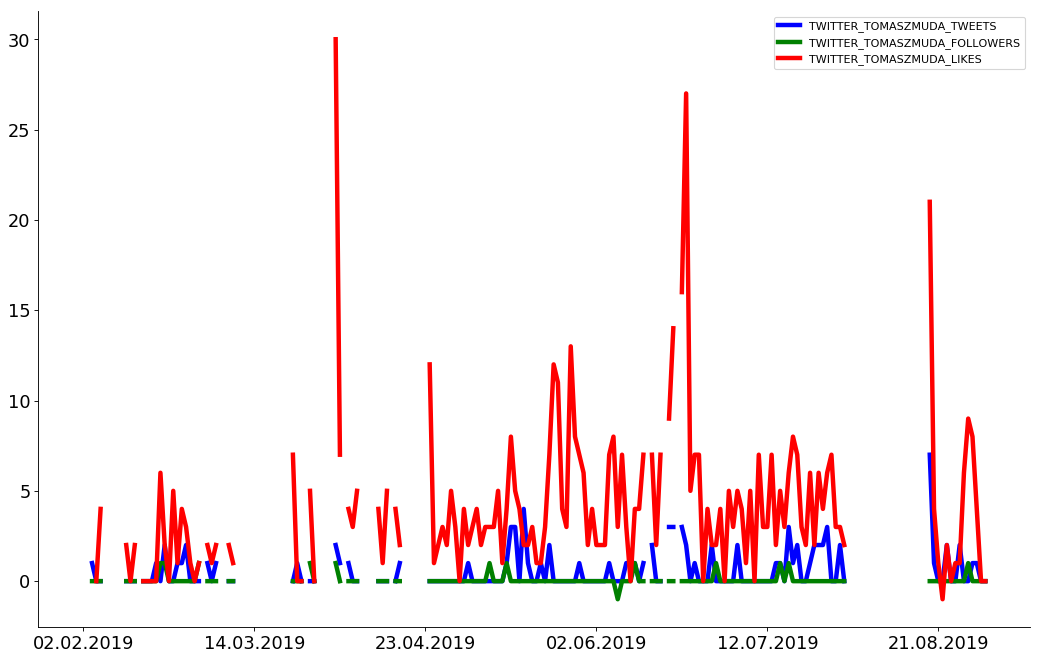 TWITTER_TOMASZMUDA_TWEETS
TWITTER_TOMASZMUDA_FOLLOWERS
TWITTER_TOMASZMUDA_LIKES
30
25
20
15
10
5
0
02.02.2019 14.03.2019 23.04.2019 02.06.2019 12.07.2019 21.08.2019